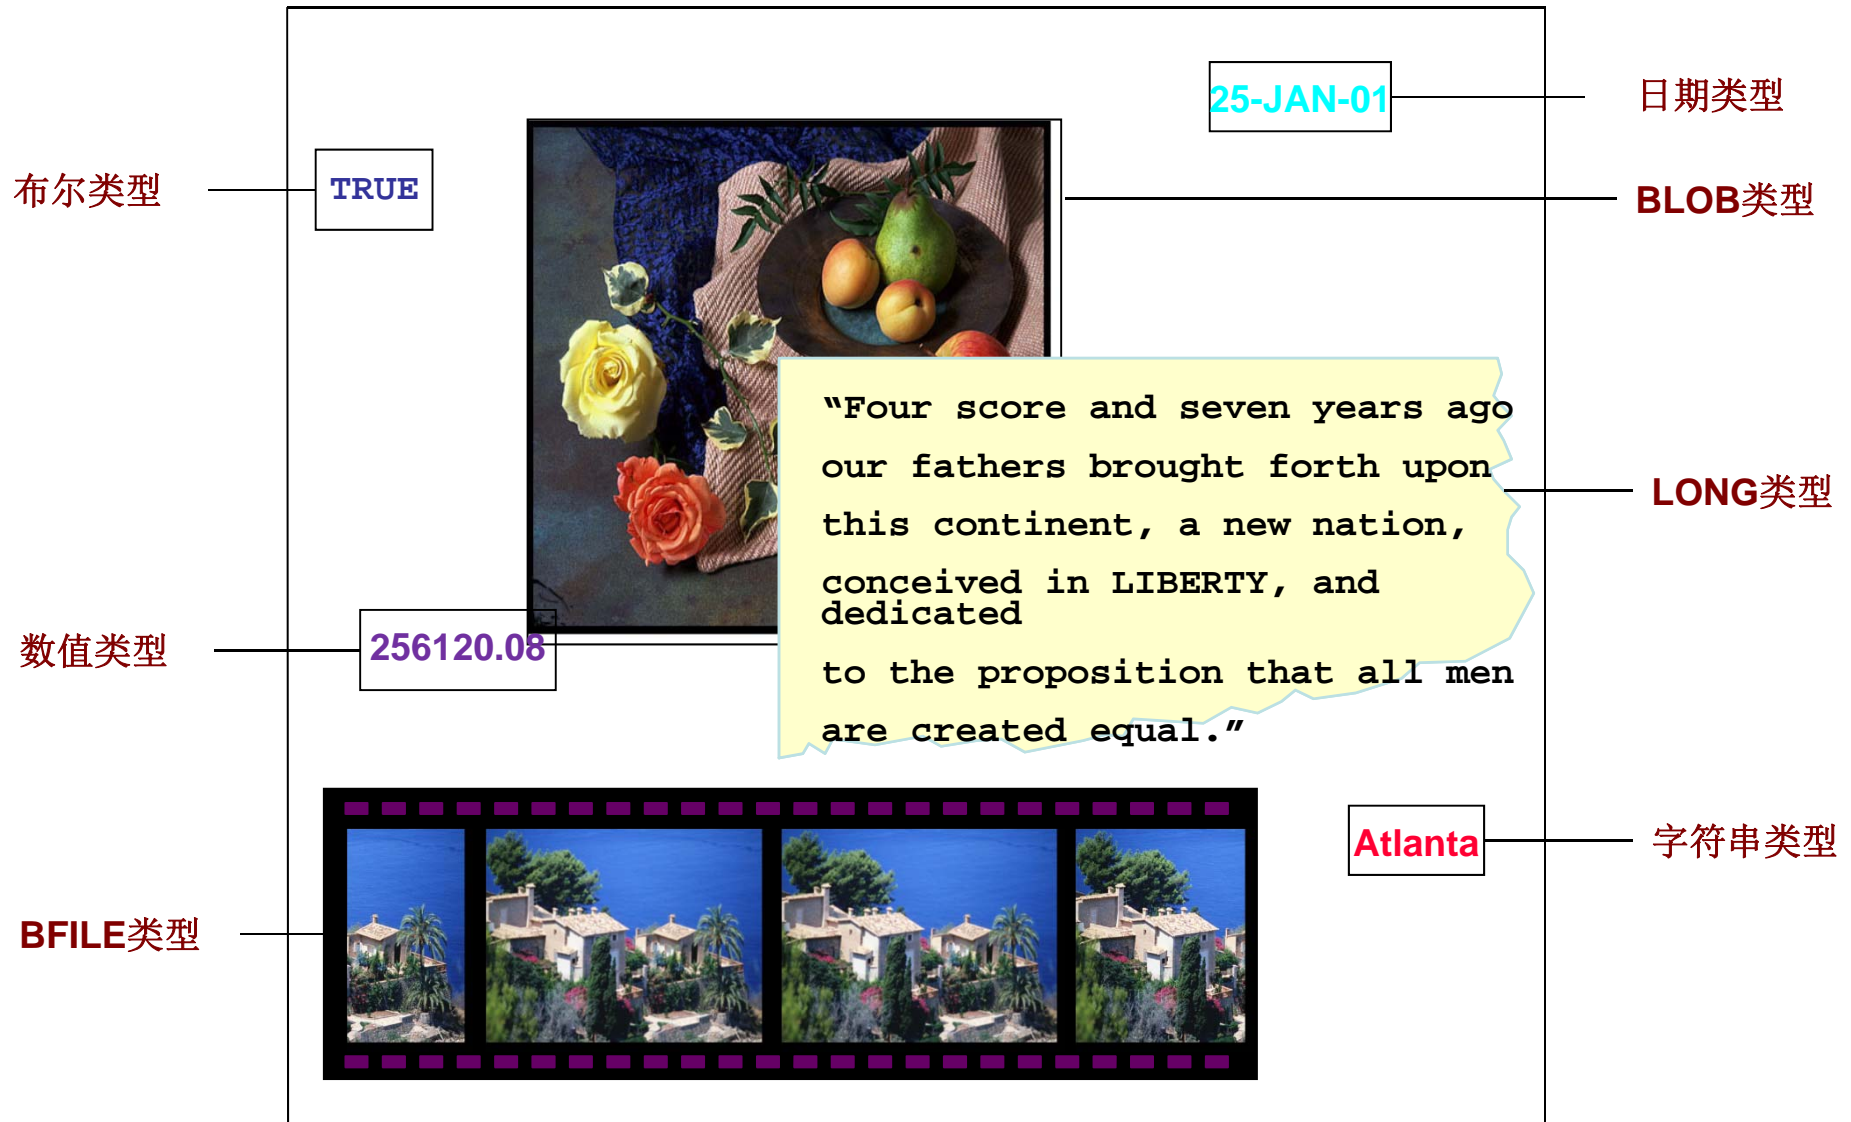 25-JAN-01
日期类型
布尔类型
TRUE
BLOB类型
“Four score and seven years ago
our fathers brought forth upon
this continent, a new nation,
LONG类型
conceived in LIBERTY, and
dedicated
数值类型
256120.08
to the proposition that all men
are created equal.”
Atlanta
字符串类型
BFILE类型